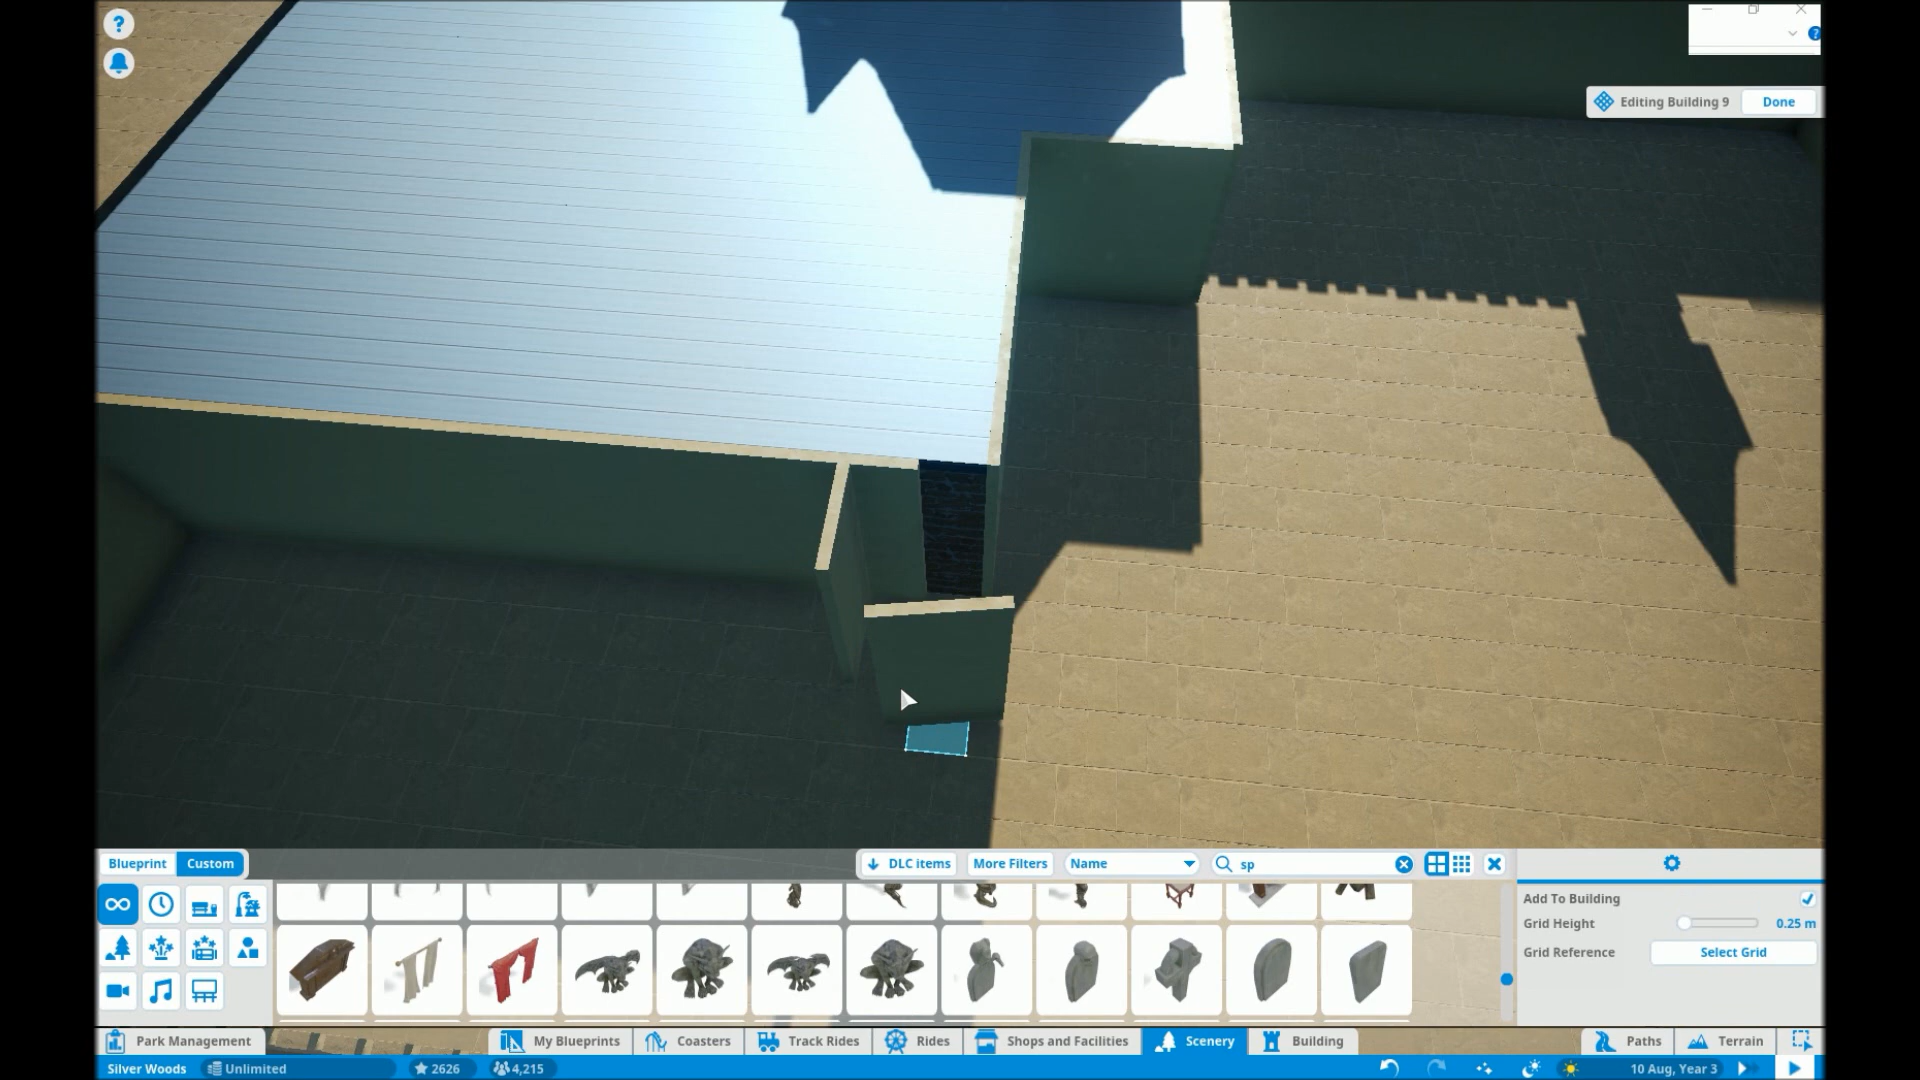 ?
?
Editing Building 9 Done
Blueprint Custom
DLC items More Filters Name sp
Add To Building
Grid Height 0.25 m
Grid Reference Select Grid
Park Management My Blueprints Coasters Track Rides Rides Shops and Facilities Scenery Building Paths Terrain
Silver Woods Unlimited 2626 4,215 10 Aug, Year 3